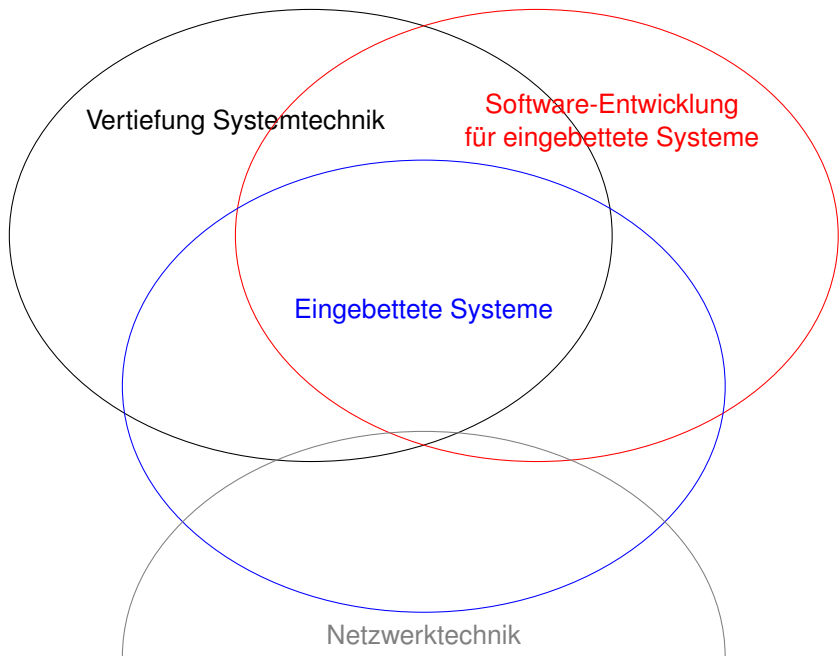 Vertiefung Systemtechnik
Software-Entwicklung
für eingebettete Systeme
Eingebettete Systeme
Netzwerktechnik